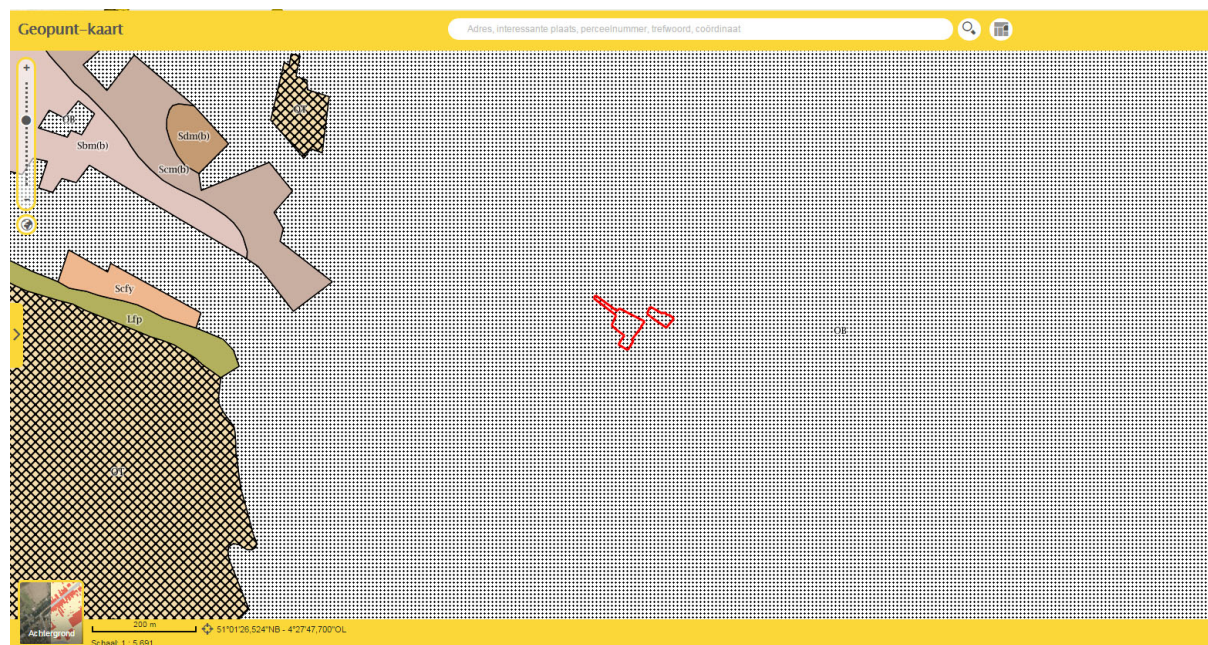 Geopunt-kaart
Adres, interessante plaats, perceelnummer, trefwoord, coördinaat
OT
OB
Sdm(b)
Sbm(b)
Scm(b)
Scfy
Lfp
OB
OT
Achtergrond
200 m
51°01'26,524"NB - 4°27'47,700"OL
Schaal: 1 : 5.691